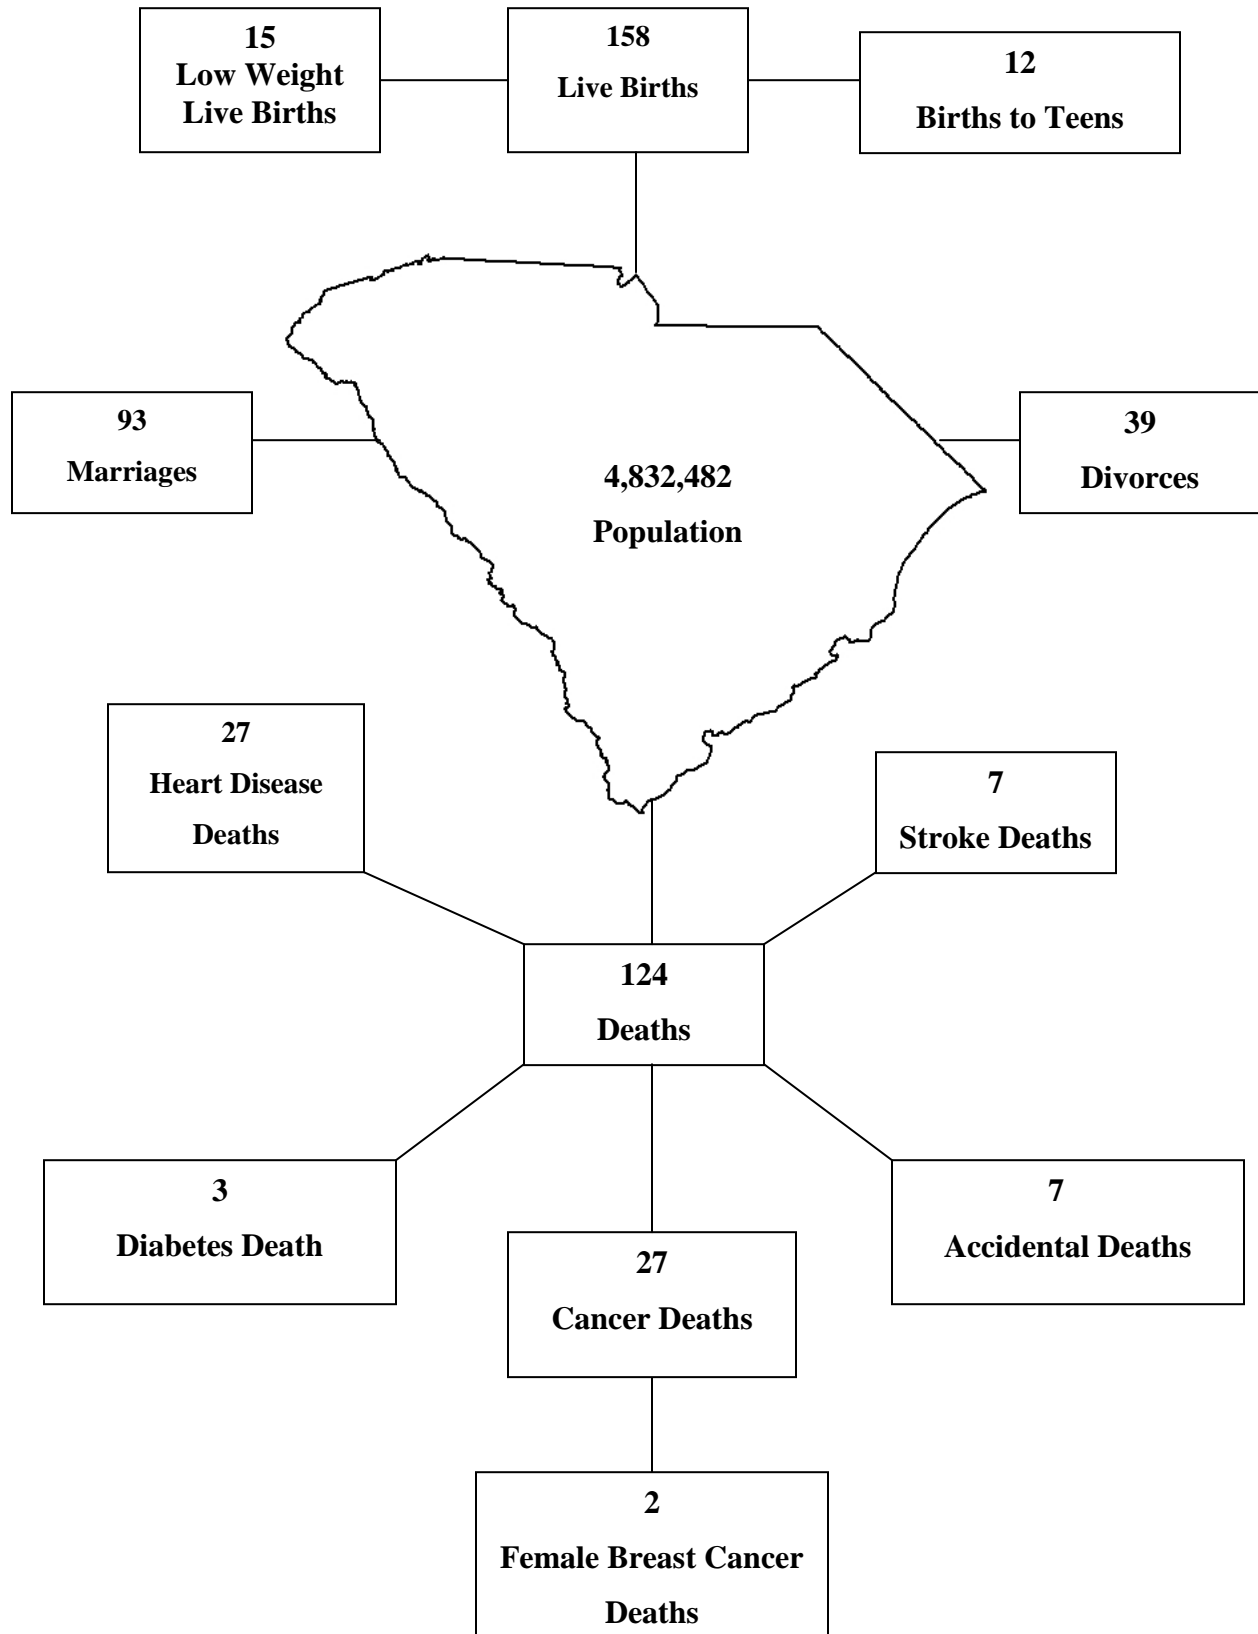 15
Low Weight
Live Births
158
Live Births
12
Births to Teens
93
Marriages
4,832,482
Population
39
Divorces
27
Heart Disease
Deaths
7
Stroke Deaths
124
Deaths
3
Diabetes Death
27
Cancer Deaths
7
Accidental Deaths
2
Female Breast Cancer
Deaths